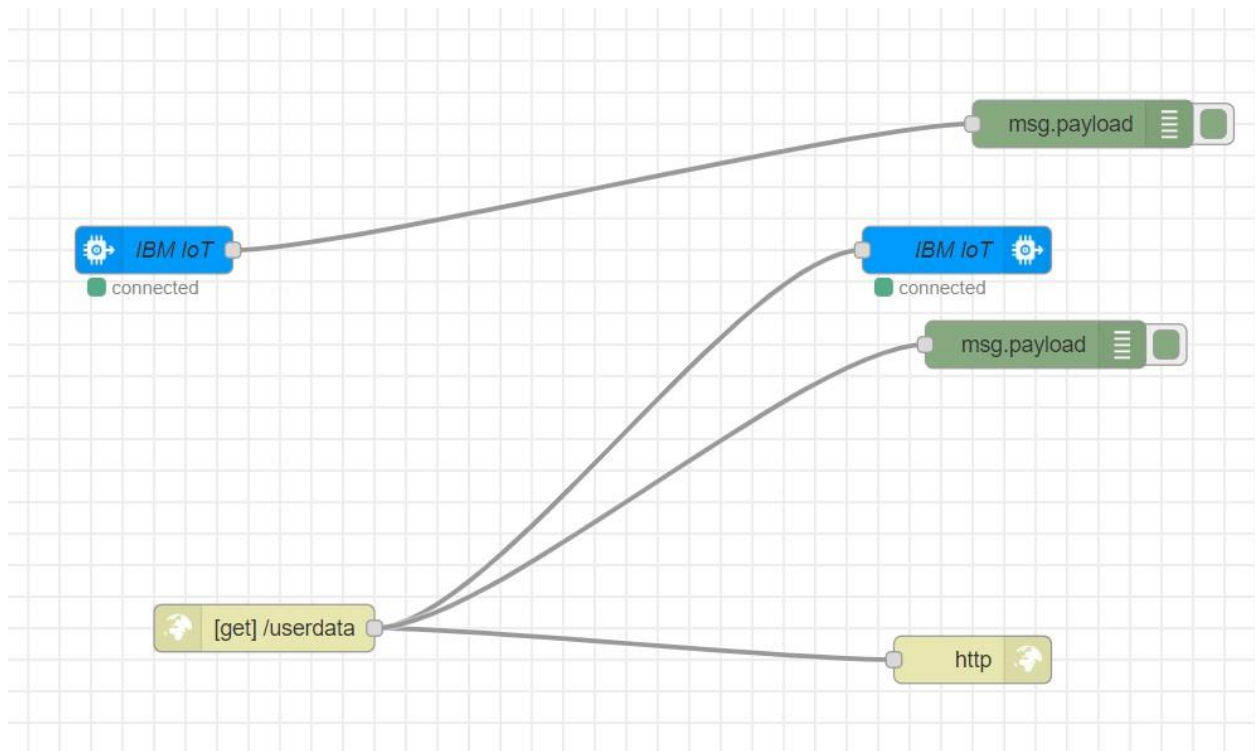 msg.payload
IBM IoT
connected
IBM IoT
connected
msg.payload
[get] /userdata
http